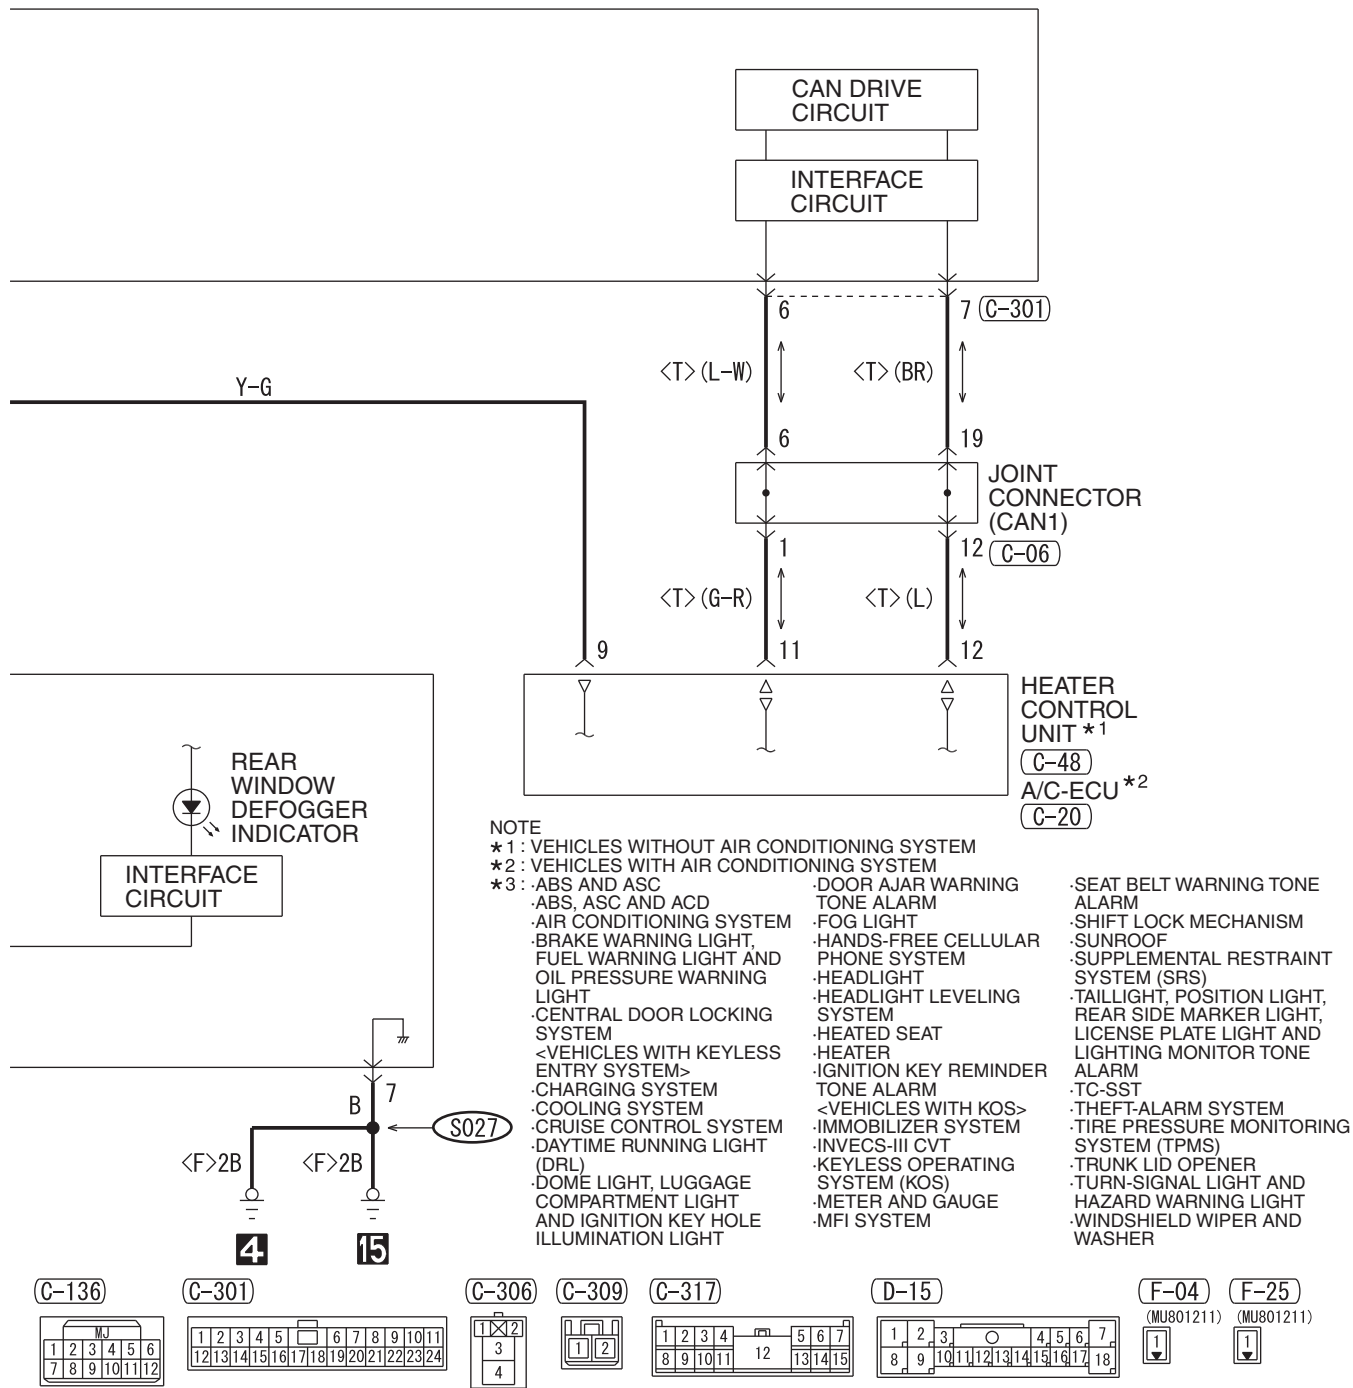 CAN DRIVE
CIRCUIT
INTERFACE
CIRCUIT
6
7
C-301
<T>(L-W)
<T>(BR)
Y-G
6
19
JOINT
CONNECTOR
(CAN1)
C-06
1
12
<T>(G-R)
<T>(L)
9
11
12
HEATER
CONTROL
UNIT *1
C-48
A/C-ECU *2
C-20
REAR
WINDOW
DEFOGGER
INDICATOR
INTERFACE
CIRCUIT
7
B
S027
<F>2B
<F>2B
4
15
NOTE
*1 : VEHICLES WITHOUT AIR CONDITIONING SYSTEM
*2 : VEHICLES WITH AIR CONDITIONING SYSTEM
*3 : ·ABS AND ASC
·ABS, ASC AND ACD
·AIR CONDITIONING SYSTEM
·BRAKE WARNING LIGHT,
FUEL WARNING LIGHT AND
OIL PRESSURE WARNING
LIGHT
·CENTRAL DOOR LOCKING
SYSTEM
<VEHICLES WITH KEYLESS
ENTRY SYSTEM>
·CHARGING SYSTEM
·COOLING SYSTEM
·CRUISE CONTROL SYSTEM
·DAYTIME RUNNING LIGHT
(DRL)
·DOME LIGHT, LUGGAGE
COMPARTMENT LIGHT
AND IGNITION KEY HOLE
ILLUMINATION LIGHT
·DOOR AJAR WARNING
TONE ALARM
·FOG LIGHT
·HANDS-FREE CELLULAR
PHONE SYSTEM
·HEADLIGHT
·HEADLIGHT LEVELING
SYSTEM
·HEATED SEAT
·HEATER
·IGNITION KEY REMINDER
TONE ALARM
<VEHICLES WITH KOS>
·IMMOBILIZER SYSTEM
·INVECS-III CVT
·KEYLESS OPERATING
SYSTEM (KOS)
·METER AND GAUGE
·MFI SYSTEM
·SEAT BELT WARNING TONE
ALARM
·SHIFT LOCK MECHANISM
·SUNROOF
·SUPPLEMENTAL RESTRAINT
SYSTEM (SRS)
·TAILLIGHT, POSITION LIGHT,
REAR SIDE MARKER LIGHT,
LICENSE PLATE LIGHT AND
LIGHTING MONITOR TONE
ALARM
·TC-SST
·THEFT-ALARM SYSTEM
·TIRE PRESSURE MONITORING
SYSTEM (TPMS)
·TRUNK LID OPENER
·TURN-SIGNAL LIGHT AND
HAZARD WARNING LIGHT
·WINDSHIELD WIPER AND
WASHER
C-136
MJ
1 2 3 4 5 6
7 8 9 10 11 12
C-301
1 2 3 4 5 6 7 8 9 10 11
12 13 14 15 16 17 18 19 20 21 22 23 24
C-306
1 2
3
4
C-309
1 2
C-317
1 2 3 4 5 6 7
8 9 10 11 12 13 14 15
D-15
1 2 3 4 5 6 7
8 9 10 11 12 13 14 15 16 17 18
F-04
(MU801211)
1
F-25
(MU801211)
1